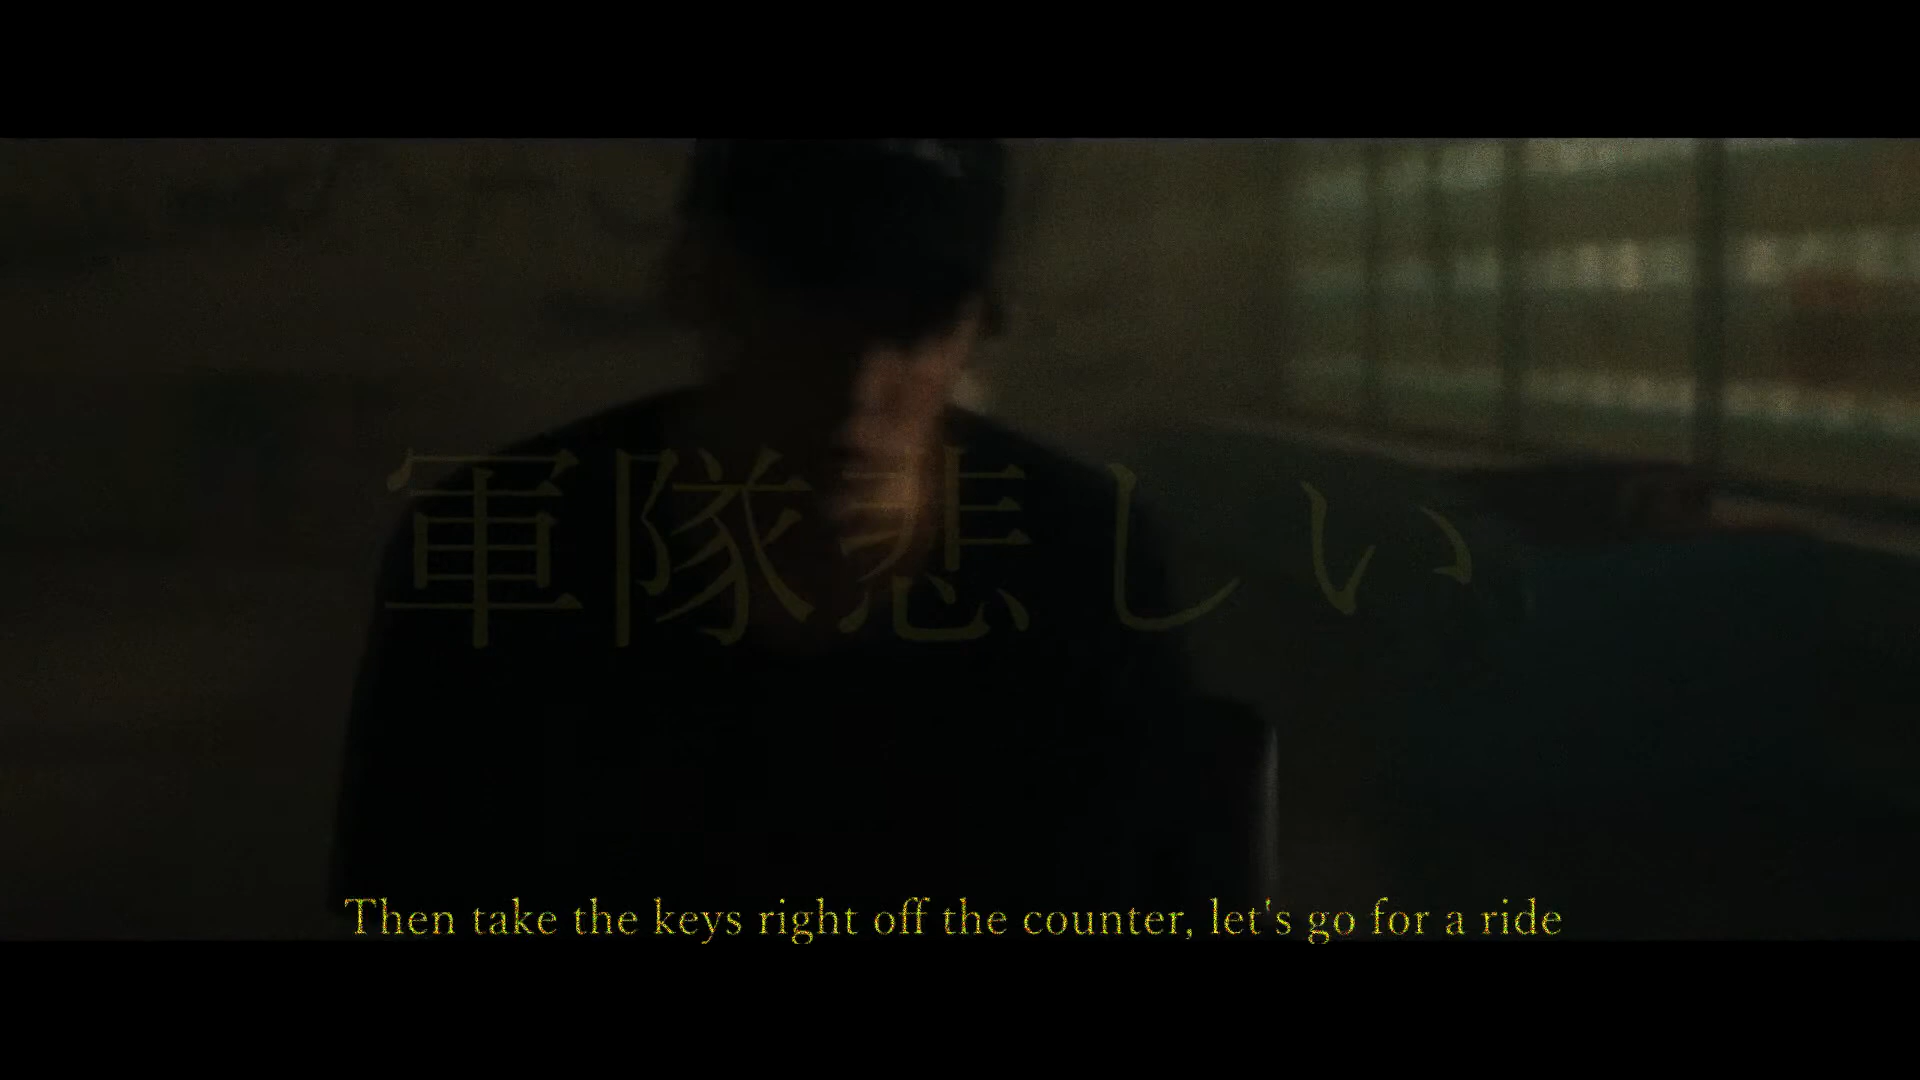 軍隊悲しい
Then take the keys right off the counter, let's go for a ride